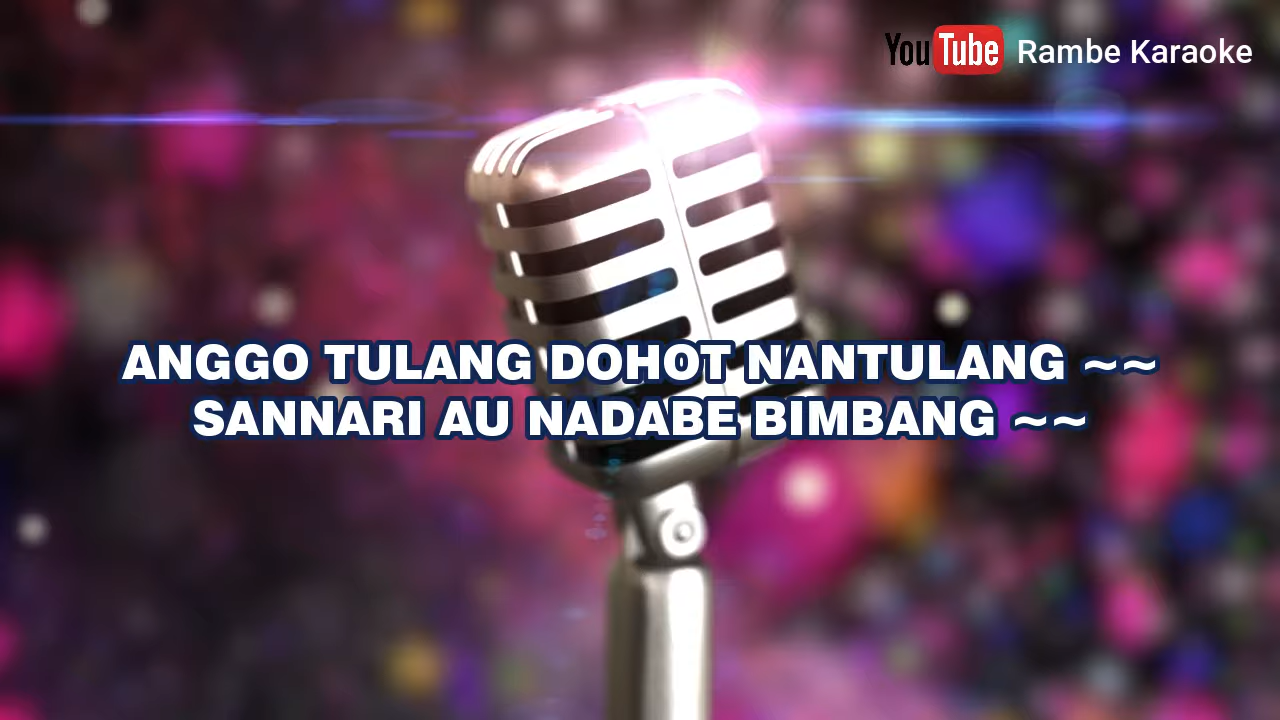 YouTube Rambe Karaoke
ANGGO TULANG DOHOT NANTULANG ~~
SANNARI AU NADABE BIMBANG ~~